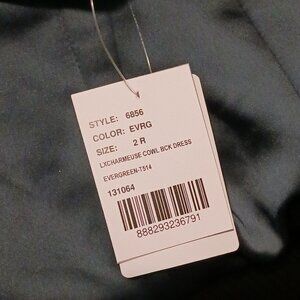 STYLE: 6856
COLOR: EVRG
SIZE: 2 R
LXCHARMEUSE COWL BCK DRESS
EVERGREEN-T514
131064
888293236791